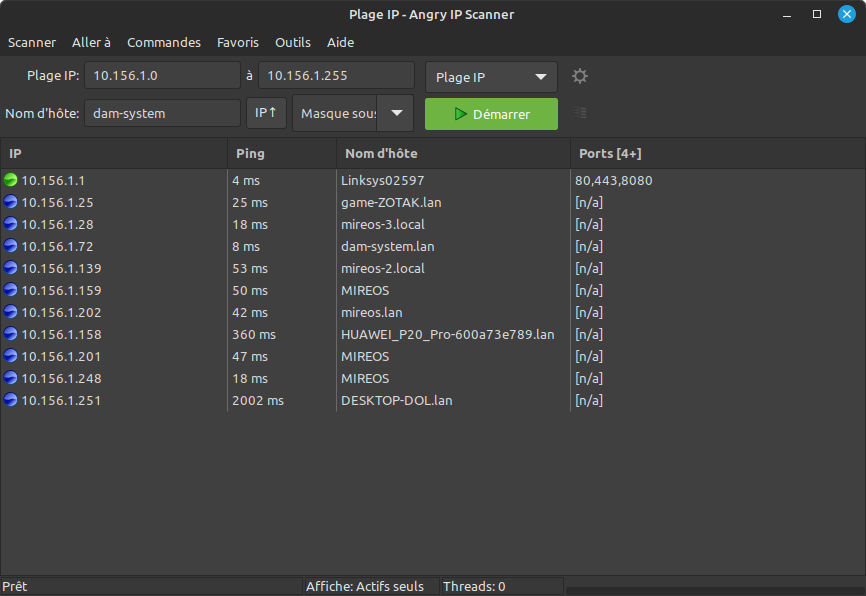 Plage IP - Angry IP Scanner
Scanner Aller à Commandes Favoris Outils Aide
Plage IP: 10.156.1.0 à 10.156.1.255 Plage IP
Nom d'hôte: dam-system IP↑ Masque sou Démarrer
IP Ping Nom d'hôte Ports [4+]
10.156.1.1 4 ms Linksys02597 80,443,8080
10.156.1.25 25 ms game-ZOTAK.lan [n/a]
10.156.1.28 18 ms mireos-3.local [n/a]
10.156.1.72 8 ms dam-system.lan [n/a]
10.156.1.139 53 ms mireos-2.local [n/a]
10.156.1.159 50 ms MIREOS [n/a]
10.156.1.202 42 ms mireos.lan [n/a]
10.156.1.158 360 ms HUAWEI_P20_Pro-600a73e789.lan [n/a]
10.156.1.201 47 ms MIREOS [n/a]
10.156.1.248 18 ms MIREOS [n/a]
10.156.1.251 2002 ms DESKTOP-DOL.lan [n/a]
Prêt Affiche: Actifs seuls Threads: 0